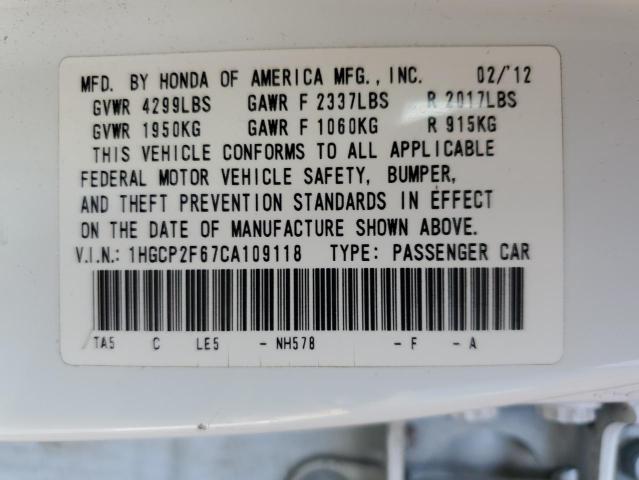 MFD. BY HONDA OF AMERICA MFG., INC. 02/'12
GVWR 4299LBS GAWR F 2337LBS R 2017LBS
GVWR 1950KG GAWR F 1060KG R 915KG
THIS VEHICLE CONFORMS TO ALL APPLICABLE
FEDERAL MOTOR VEHICLE SAFETY, BUMPER,
AND THEFT PREVENTION STANDARDS IN EFFECT
ON THE DATE OF MANUFACTURE SHOWN ABOVE.
V.I.N.: 1HGCP2F67CA109118 TYPE: PASSENGER CAR
TA5 C LE5 - NH578 - F - A